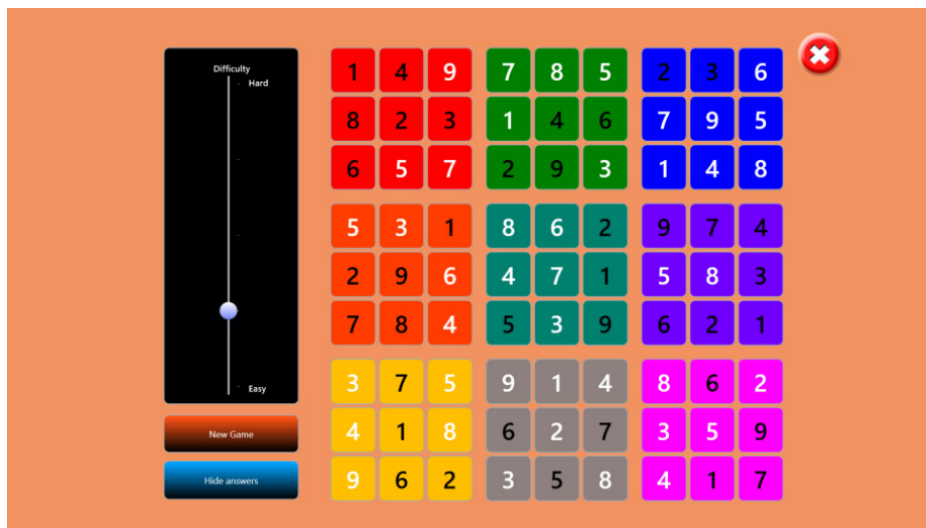 Difficulty
Hard
1 4 9 7 8 5 2 3 6
8 2 3 1 4 6 7 9 5
6 5 7 2 9 3 1 4 8
5 3 1 8 6 2 9 7 4
2 9 6 4 7 1 5 8 3
7 8 4 5 3 9 6 2 1
Easy
3 7 5 9 1 4 8 6 2
New Game
4 1 8 6 2 7 3 5 9
Hide answers
9 6 2 3 5 8 4 1 7